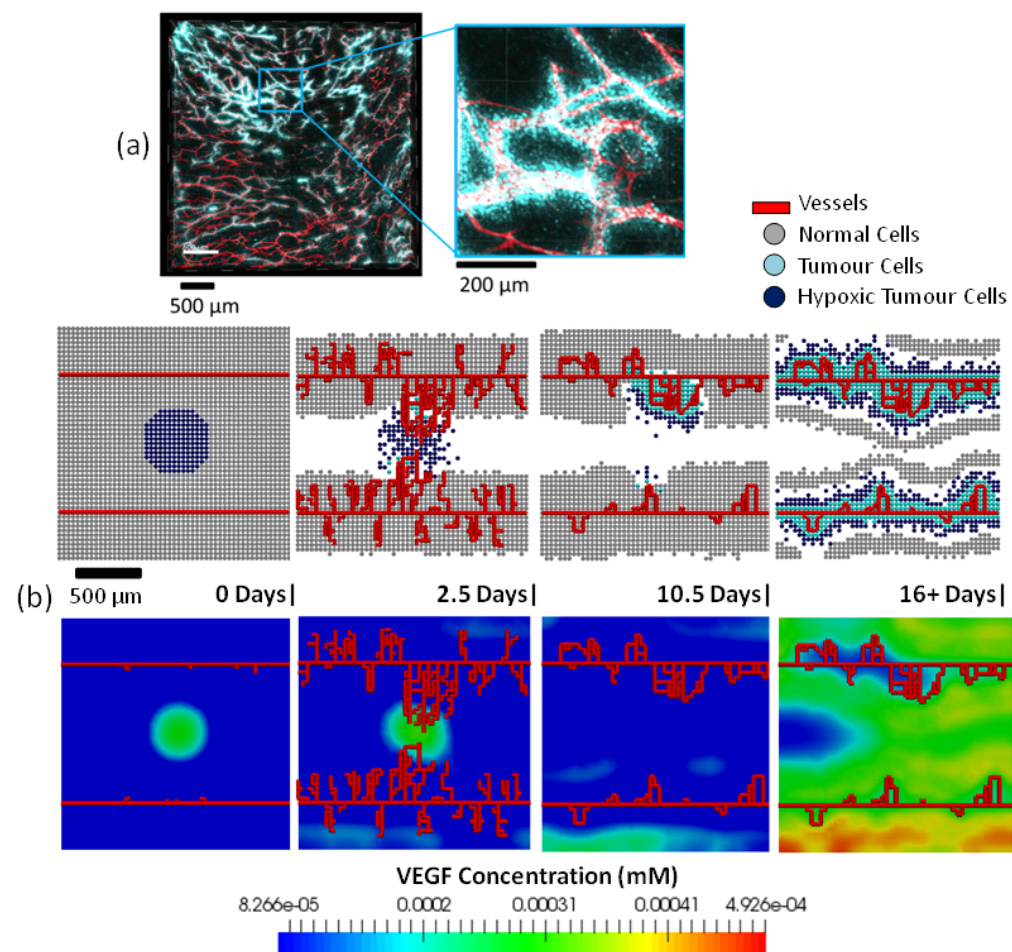 (a)
500 µm
200 µm
Vessels
Normal Cells
Tumour Cells
Hypoxic Tumour Cells
500 µm
(b)
0 Days|
2.5 Days|
10.5 Days|
16+ Days|
VEGF Concentration (mM)
8.266e-05 0.0002 0.00031 0.00041 4.926e-04